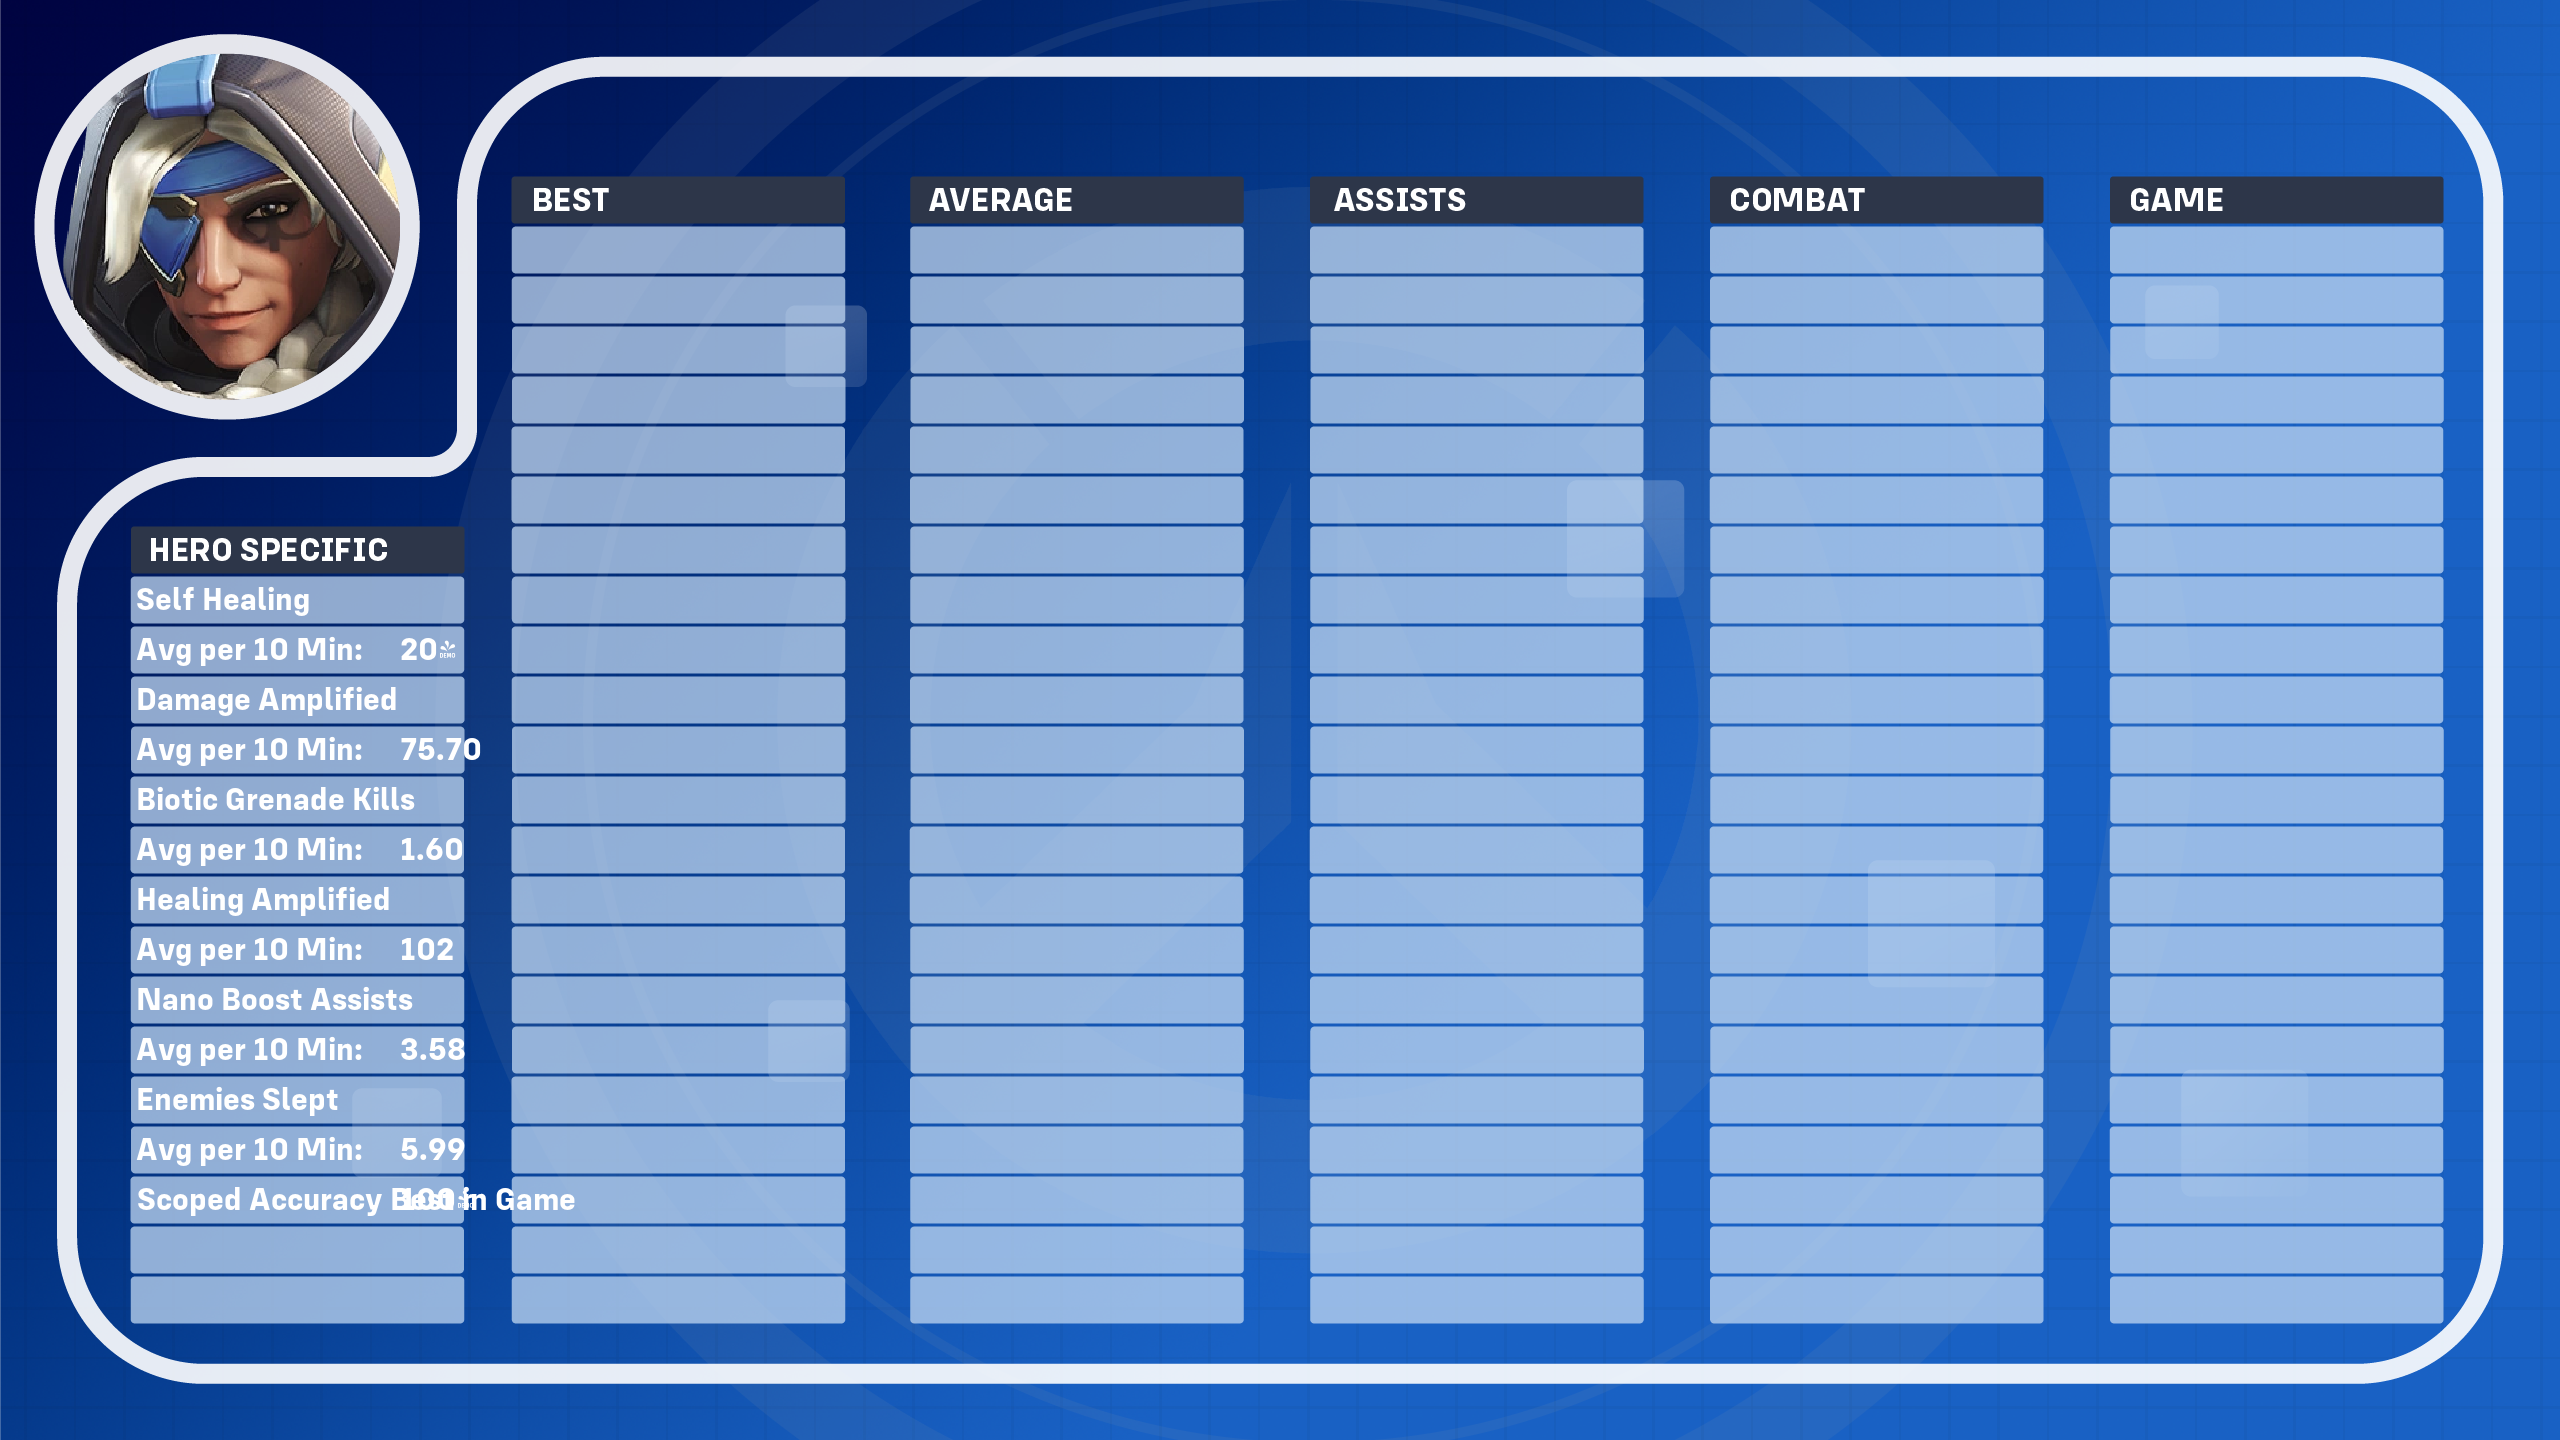 BEST AVERAGE ASSISTS COMBAT GAME
HERO SPECIFIC
Self Healing
Avg per 10 Min: 20
Damage Amplified
Avg per 10 Min: 75.70
Biotic Grenade Kills
Avg per 10 Min: 1.60
Healing Amplified
Avg per 10 Min: 102
Nano Boost Assists
Avg per 10 Min: 3.58
Enemies Slept
Avg per 10 Min: 5.99
Scoped Accuracy Best in Game